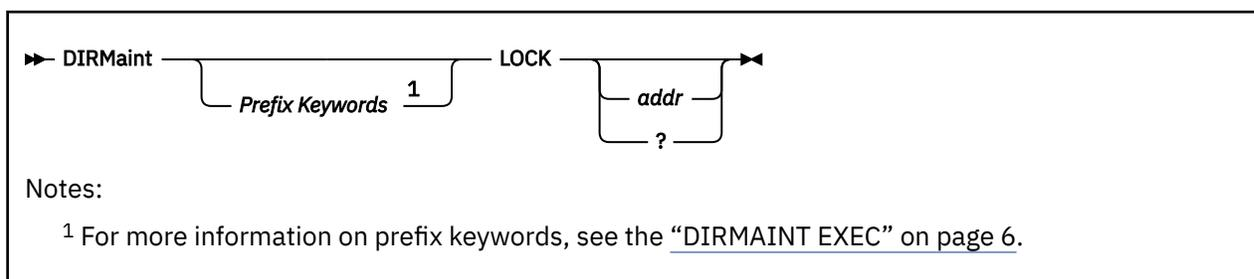 DIRMaint LOCK
Prefix Keywords 1 addr
?
Notes:
1 For more information on prefix keywords, see the “DIRMAINT EXEC” on page 6.